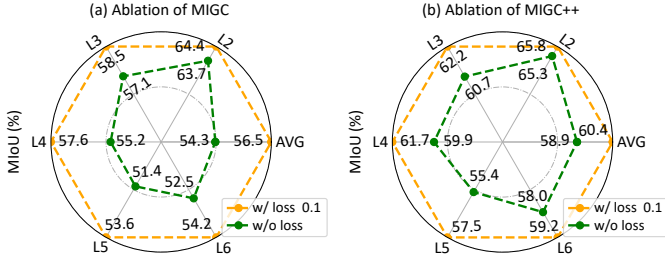 (a) Ablation of MIGC
MIoU (%)
L3
L2
58.5
64.4
57.1
63.7
L4
57.6
55.2
54.3
56.5
AVG
51.4
52.5
53.6
54.2
L5
L6
w/ loss 0.1
w/o loss
(b) Ablation of MIGC++
MIoU (%)
L3
L2
62.2
65.8
60.7
65.3
L4
61.7
59.9
58.9
60.4
AVG
55.4
58.0
57.5
59.2
L5
L6
w/ loss 0.1
w/o loss